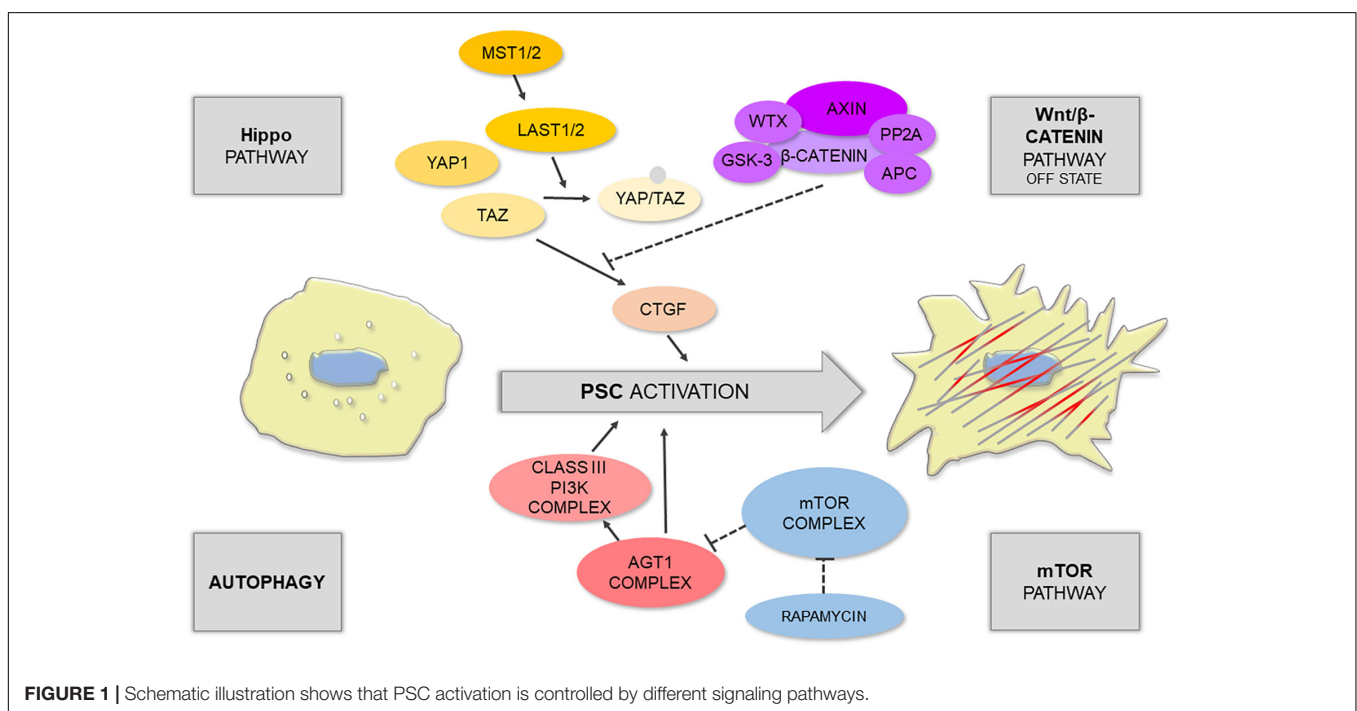 MST1/2
Hippo
PATHWAY
LAST1/2
YAP1
TAZ
YAP/TAZ
AXIN
WTX
PP2A
GSK-3
β-CATENIN
APC
Wnt/β-
CATENIN
PATHWAY
OFF STATE
CTGF
PSC ACTIVATION
CLASS III
PI3K
COMPLEX
mTOR
COMPLEX
AGT1
COMPLEX
RAPAMYCIN
AUTOPHAGY
mTOR
PATHWAY
FIGURE 1 | Schematic illustration shows that PSC activation is controlled by different signaling pathways.